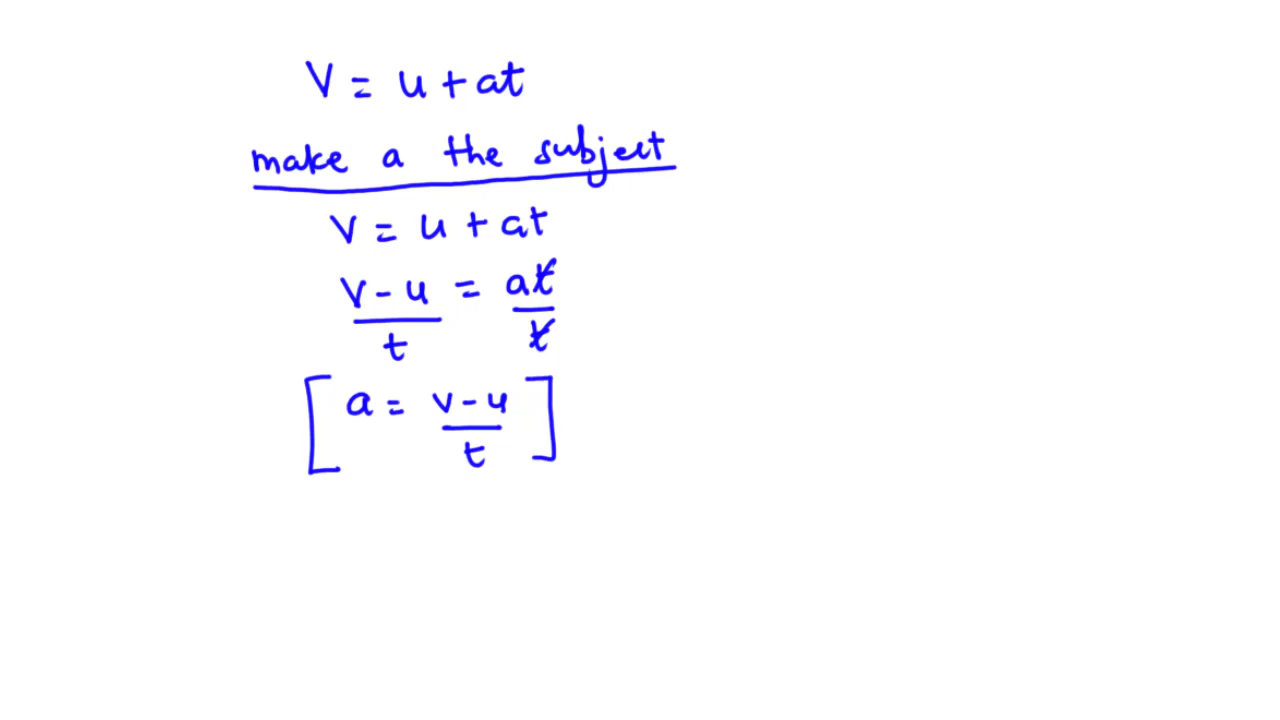 V = u + at
make a the subject
v = u + at
v - u = at
t t
[ a = v - u ]
t